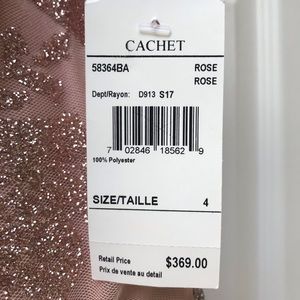 CACHET
58364BA ROSE
ROSE
Dept/Rayon: D913 S17
7 02846 18562 9
100% Polyester
SIZE/TAILLE 4
Retail Price
Prix de vente au detail
$369.00